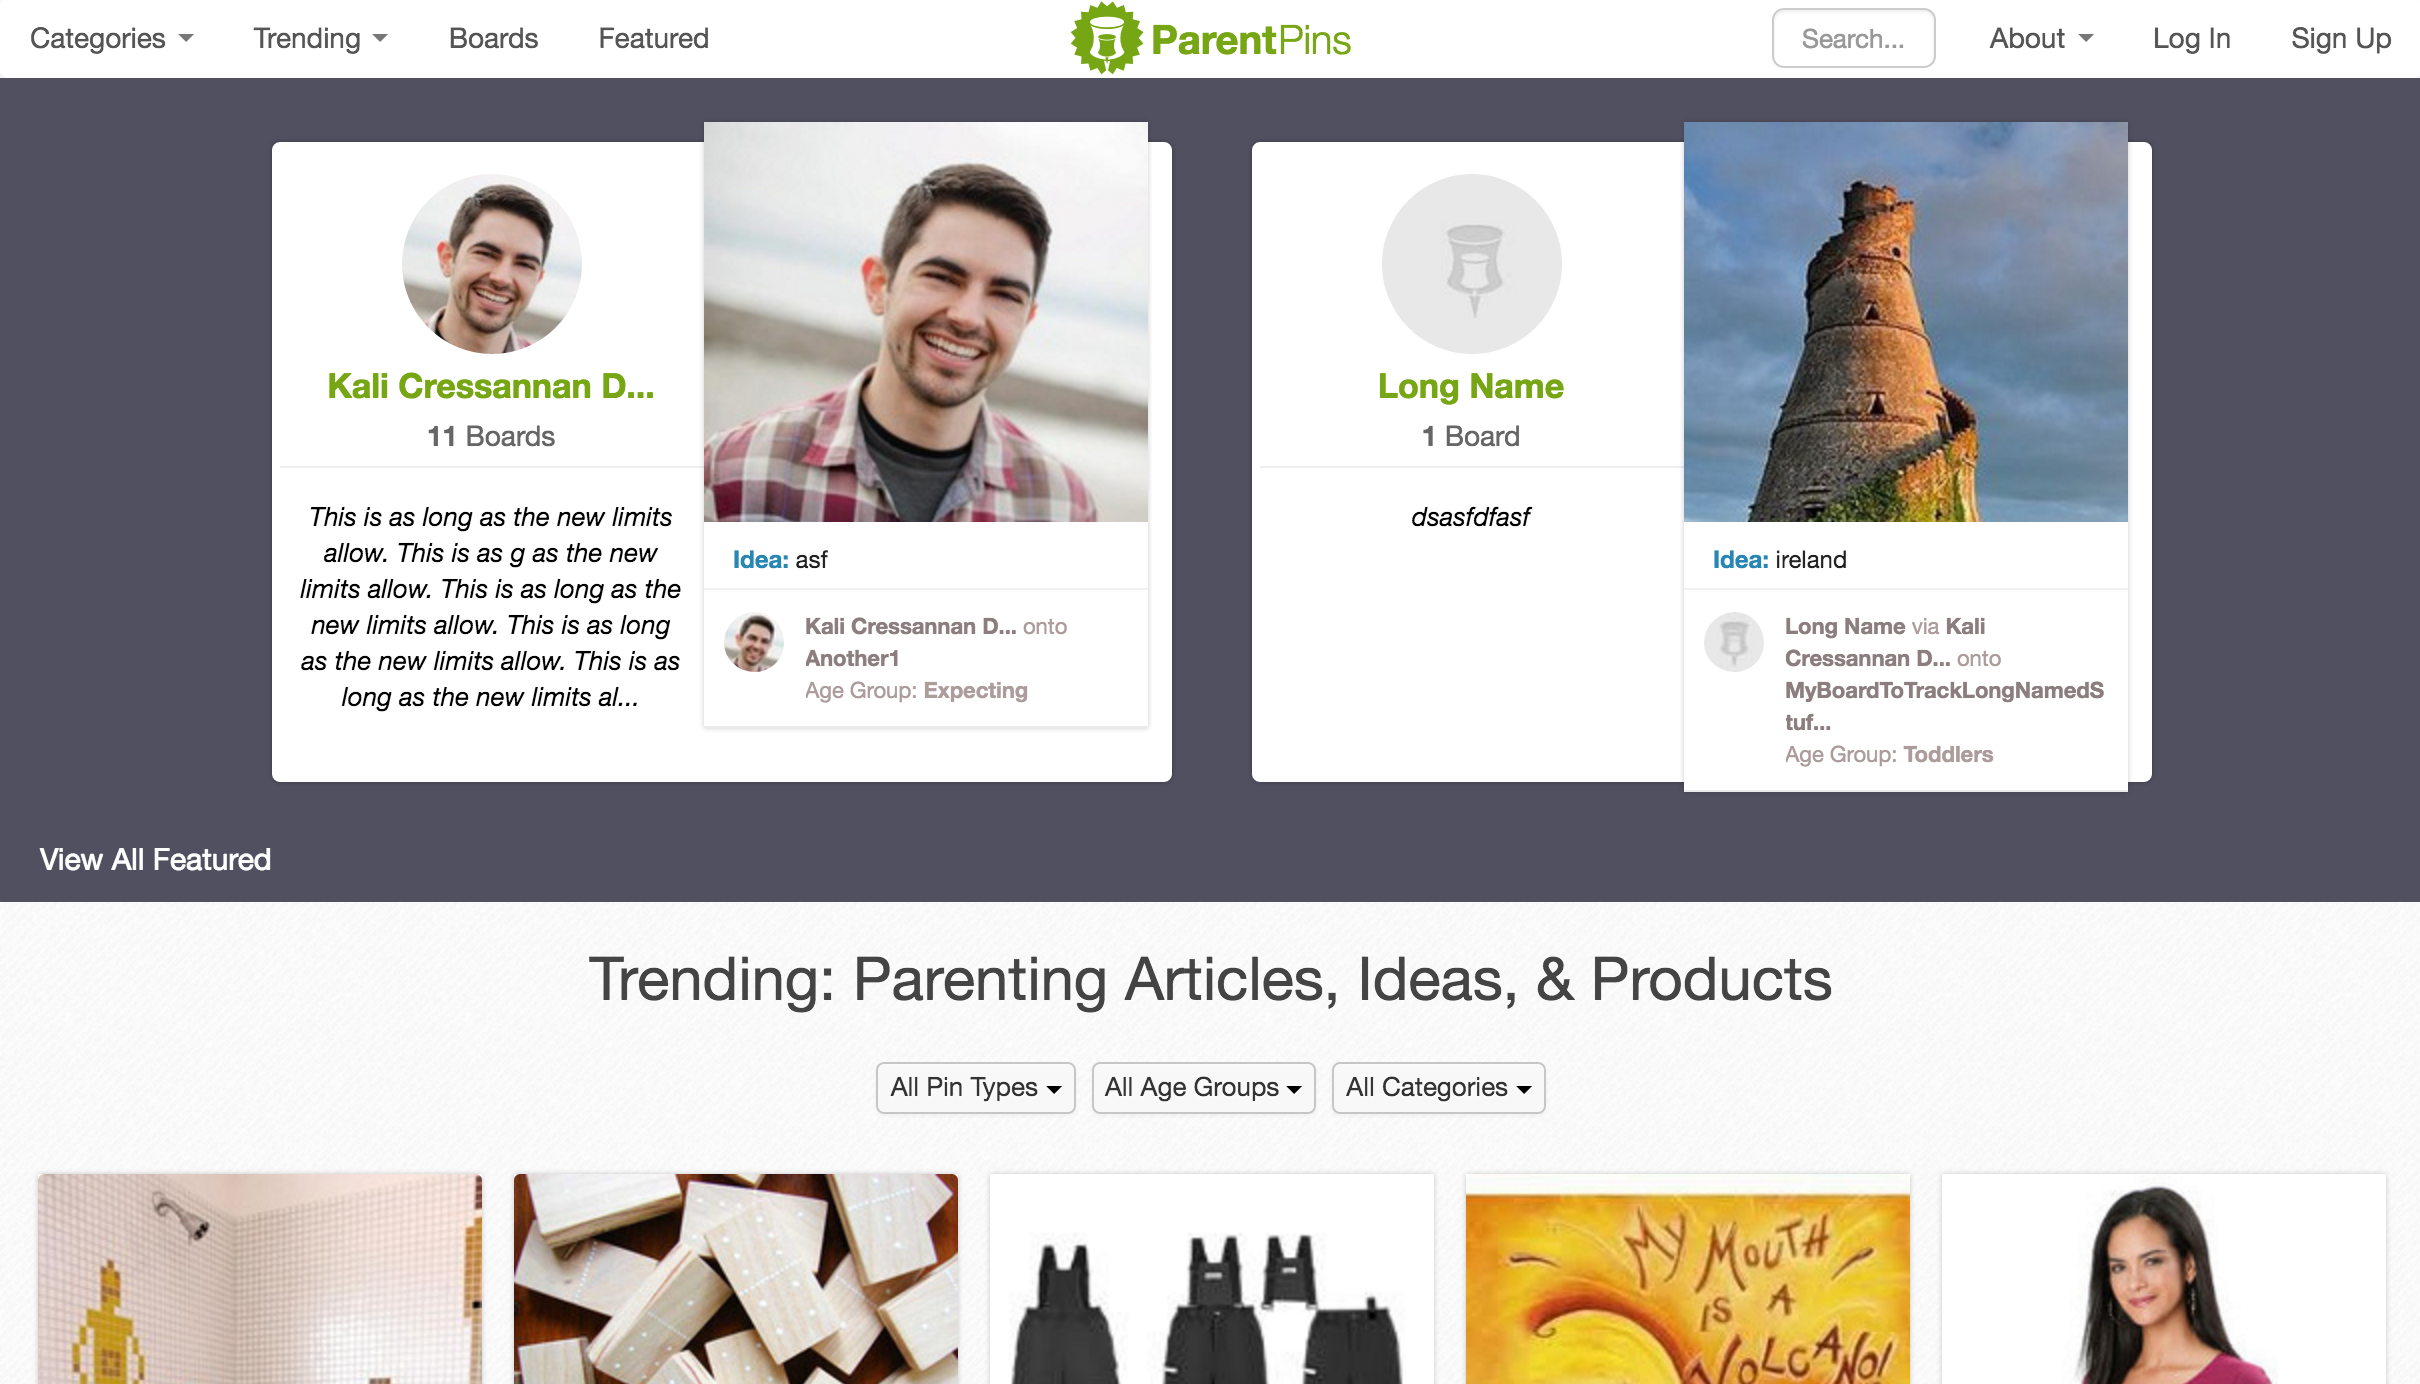 Categories
Trending
Boards
Featured
ParentPins
Search...
About
Log In
Sign Up
Kali Cressannan D...
11 Boards
This is as long as the new limits
allow. This is as g as the new
limits allow. This is as long as the
new limits allow. This is as long
as the new limits allow. This is as
long as the new limits al...
Idea: asf
Kali Cressannan D... onto
Another1
Age Group: Expecting
Long Name
1 Board
dsasfdfasf
Idea: ireland
Long Name via Kali
Cressannan D... onto
MyBoardToTrackLongNamedS
tuf...
Age Group: Toddlers
View All Featured
Trending: Parenting Articles, Ideas, & Products
All Pin Types
All Age Groups
All Categories
MY MOUTH
IS A
VOLCANO!